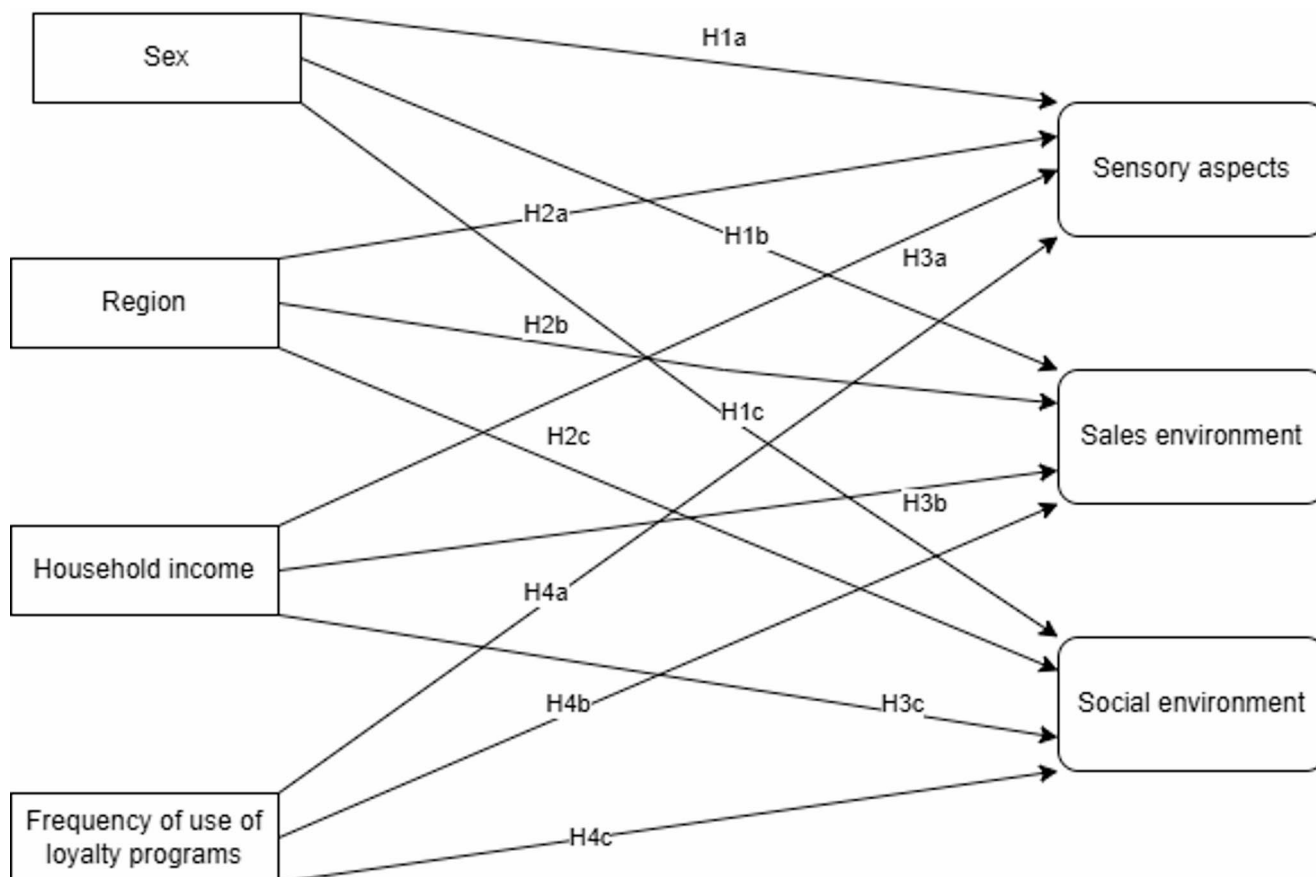 Sex
H1a
Sensory aspects
H2a
H1b
H3a
Region
H2b
H1c
H2c
Sales environment
H3b
Household income
H4a
H4b
H3c
Social environment
Frequency of use of
loyalty programs
H4c